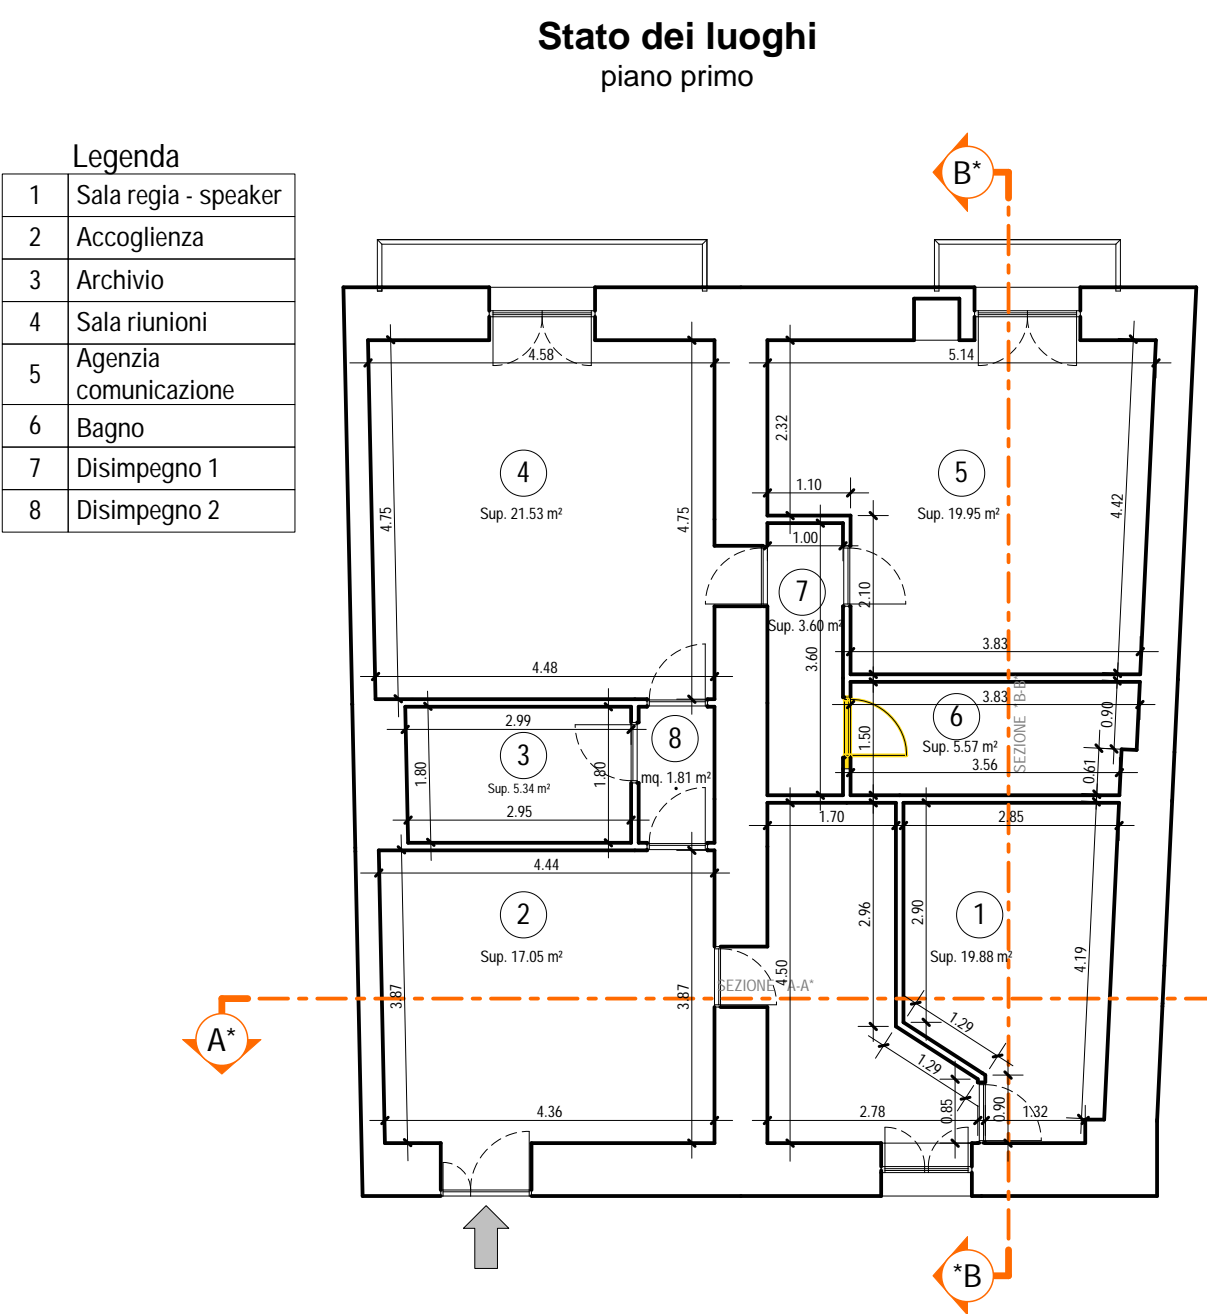 Stato dei luoghi
piano primo
Legenda
1 Sala regia - speaker
2 Accoglienza
3 Archivio
4 Sala riunioni
5 Agenzia
comunicazione
6 Bagno
7 Disimpegno 1
8 Disimpegno 2
B*
4.58
5.14
2.32
4
Sup. 21.53 m²
1.10
5
Sup. 19.95 m²
4.75
4.75
4.42
1.00
7
Sup. 3.60 m²
2.10
3.60
3.83
4.48
3.83
2.99
8
mq. 1.81 m²
6
Sup. 5.57 m²
0.90
1.50
SEZIONE *B-B*
3
Sup. 5.34 m²
1.80
1.80
3.56
0.61
2.95
1.70
2.85
4.44
2
Sup. 17.05 m²
2.96
2.90
1
Sup. 19.88 m²
4.19
4.50
3.87
3.87
SEZIONE *A-A*
A*
1.29
1.29
4.36
2.78
0.85
0.90
1.32
*B